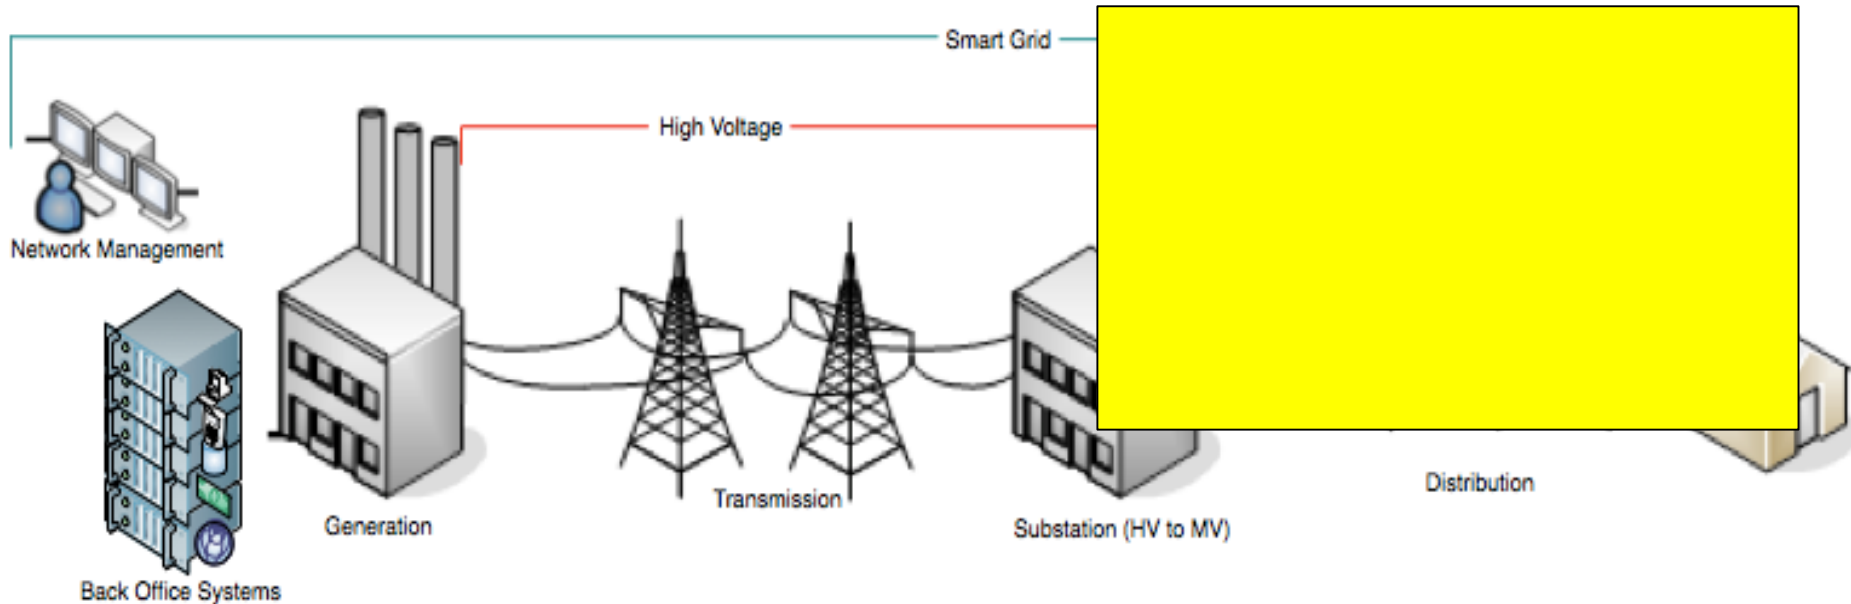 Smart Grid
High Voltage
Network Management
Transmission
Distribution
Generation
Substation (HV to MV)
Back Office Systems